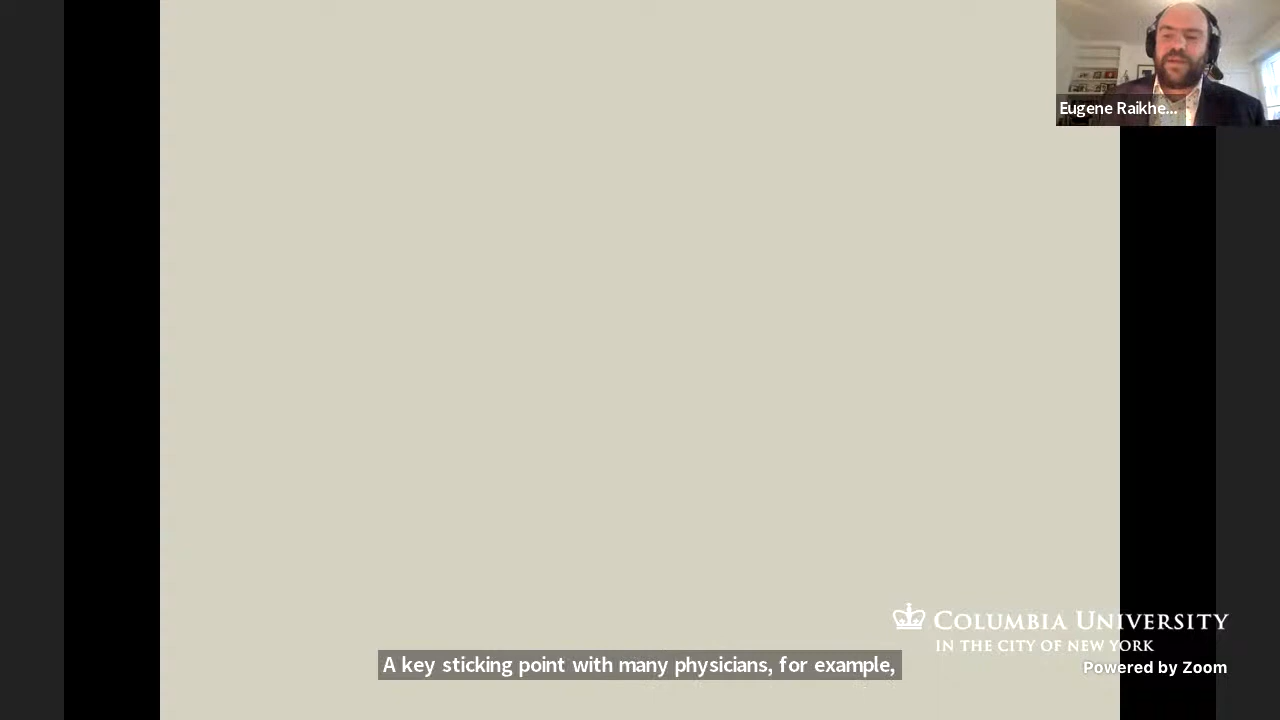 Eugene Raikhe...
COLUMBIA UNIVERSITY
IN THE CITY OF NEW YORK
A key sticking point with many physicians, for example,
Powered by Zoom